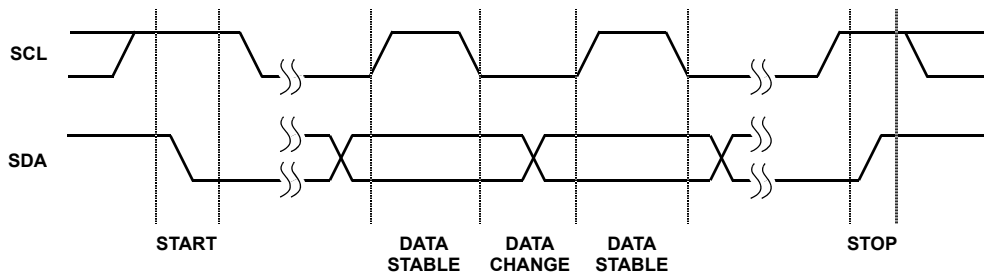 SCL
SDA
START
DATA
STABLE
DATA
CHANGE
DATA
STABLE
STOP